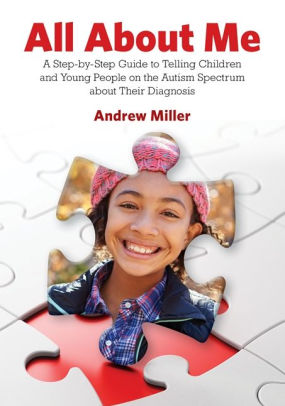 All About Me
A Step-by-Step Guide to Telling Children
and Young People on the Autism Spectrum
about Their Diagnosis
Andrew Miller